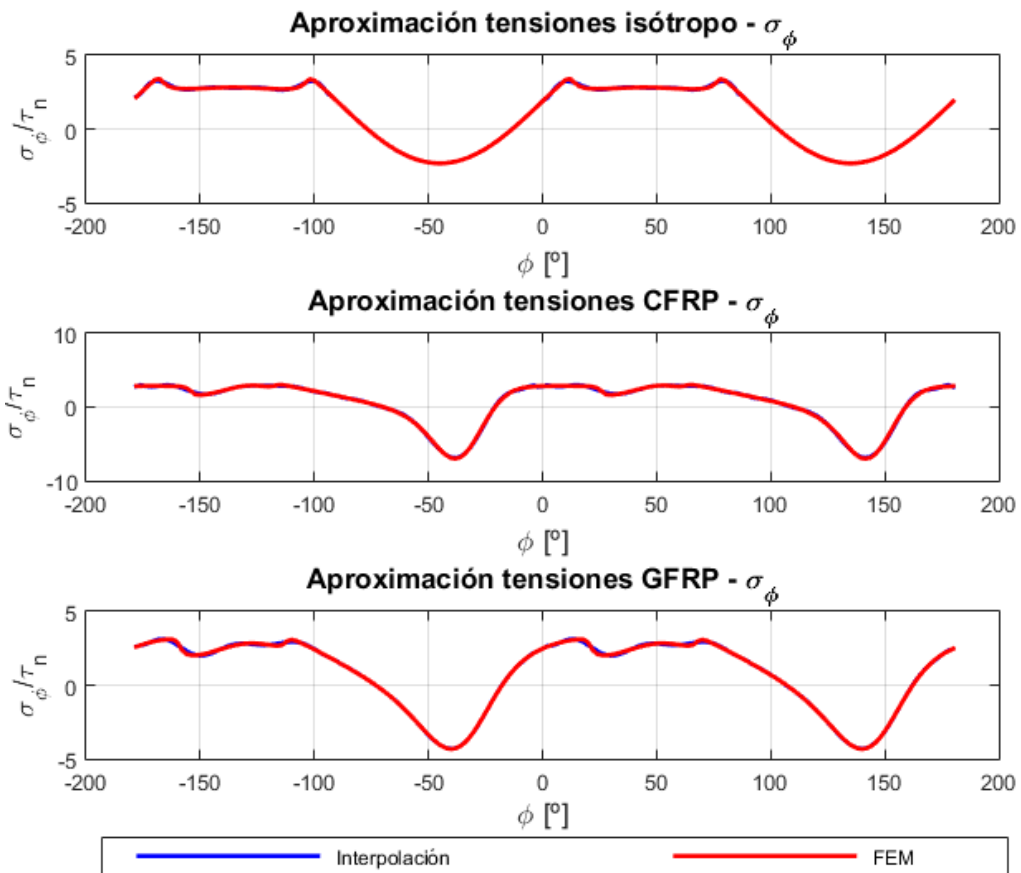 Aproximación tensiones isótropo - σϕ
5
0
-5
σϕ/τn
-200 -150 -100 -50 0 50 100 150 200
ϕ [º]
Aproximación tensiones CFRP - σϕ
10
0
-10
σϕ/τn
-200 -150 -100 -50 0 50 100 150 200
ϕ [º]
Aproximación tensiones GFRP - σϕ
5
0
-5
σϕ/τn
-200 -150 -100 -50 0 50 100 150 200
ϕ [º]
Interpolación FEM